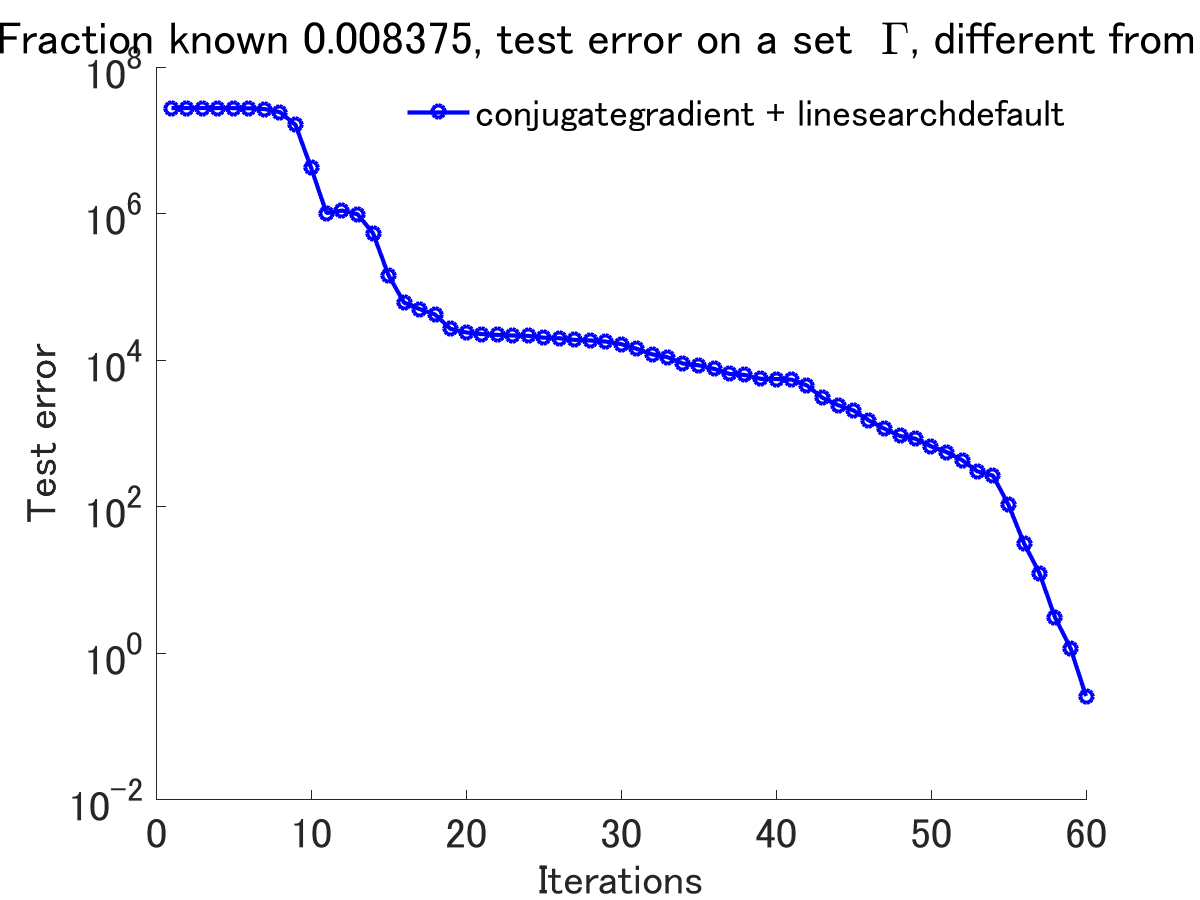 Fraction known 0.008375, test error on a set Γ, different from
10^8
conjugategradient + linesearchdefault
10^6
10^4
Test error
10^2
10^0
10^−2
0 10 20 30 40 50 60
Iterations